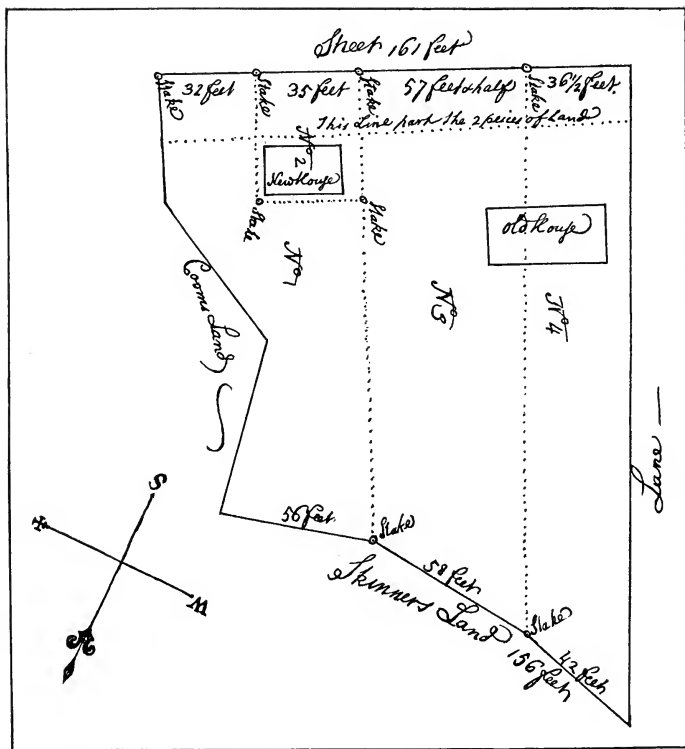 Street 161 feet
32 feet
35 feet
57 feet & half
36 1/2 feet
Stake
Stake
Stake
Stake
This Line part the 2 peices of Land
No 2
New House
Stake
Stake
Old House
No 1
No 3
No 4
Cooms Land
Lane
56 feet
Stake
58 feet
Skinners Land 156 feet
Stake
42 feet
S
W